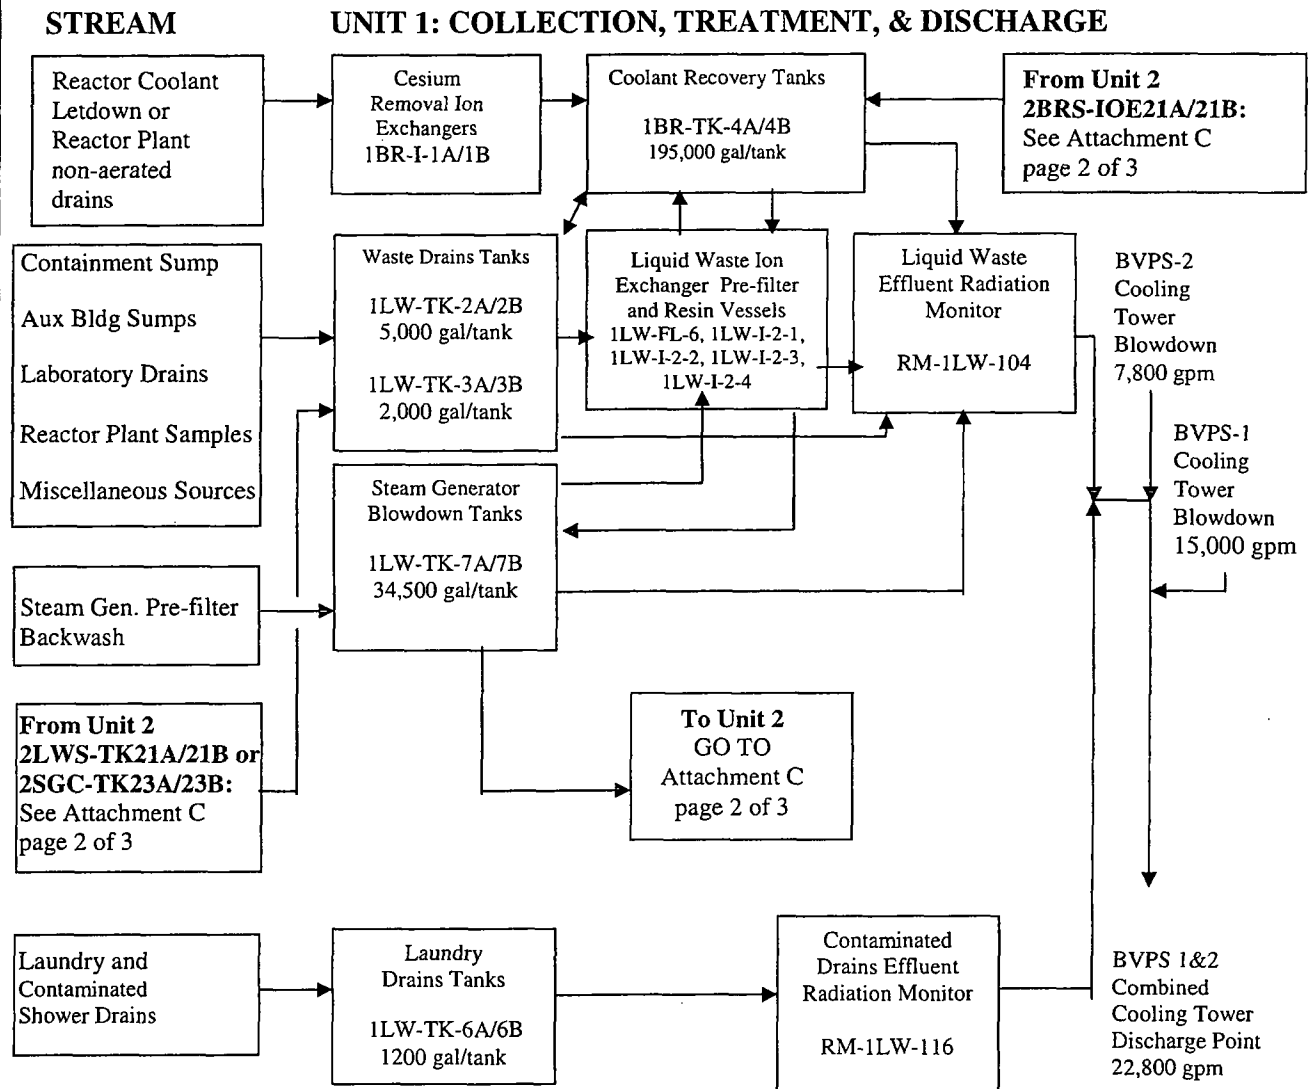 STREAM
UNIT 1: COLLECTION, TREATMENT, & DISCHARGE
Reactor Coolant
Letdown or
Reactor Plant
non-aerated
drains
Cesium
Removal Ion
Exchangers
1BR-I-1A/1B
Coolant Recovery Tanks
1BR-TK-4A/4B
195,000 gal/tank
From Unit 2
2BRS-IOE21A/21B:
See Attachment C
page 2 of 3
Containment Sump
Aux Bldg Sumps
Laboratory Drains
Reactor Plant Samples
Miscellaneous Sources
Waste Drains Tanks
1LW-TK-2A/2B
5,000 gal/tank
1LW-TK-3A/3B
2,000 gal/tank
Liquid Waste Ion
Exchanger Pre-filter
and Resin Vessels
1LW-FL-6, 1LW-I-2-1,
1LW-I-2-2, 1LW-I-2-3,
1LW-I-2-4
Liquid Waste
Effluent Radiation
Monitor
RM-1LW-104
BVPS-2
Cooling
Tower
Blowdown
7,800 gpm
BVPS-1
Cooling
Tower
Blowdown
15,000 gpm
Steam Generator
Blowdown Tanks
1LW-TK-7A/7B
34,500 gal/tank
Steam Gen. Pre-filter
Backwash
From Unit 2
2LWS-TK21A/21B or
2SGC-TK23A/23B:
See Attachment C
page 2 of 3
To Unit 2
GO TO
Attachment C
page 2 of 3
Laundry and
Contaminated
Shower Drains
Laundry
Drains Tanks
1LW-TK-6A/6B
1200 gal/tank
Contaminated
Drains Effluent
Radiation Monitor
RM-1LW-116
BVPS 1&2
Combined
Cooling Tower
Discharge Point
22,800 gpm